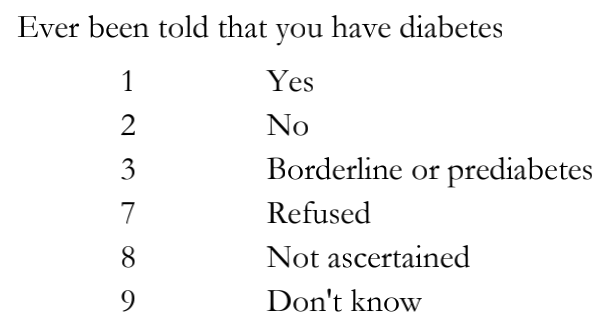 Ever been told that you have diabetes
1 Yes
2 No
3 Borderline or prediabetes
7 Refused
8 Not ascertained
9 Don't know